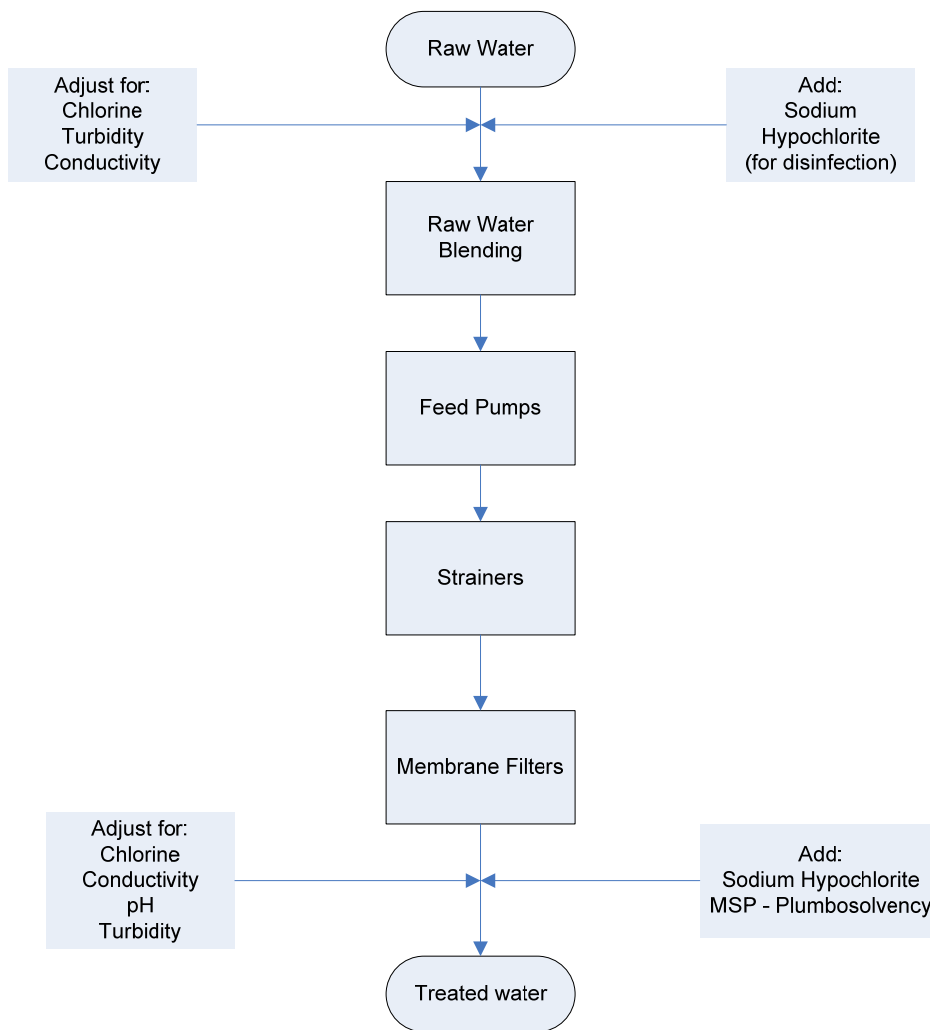 Raw Water
Adjust for:
Chlorine
Turbidity
Conductivity
Add:
Sodium
Hypochlorite
(for disinfection)
Raw Water
Blending
Feed Pumps
Strainers
Membrane Filters
Adjust for:
Chlorine
Conductivity
pH
Turbidity
Add:
Sodium Hypochlorite
MSP - Plumbosolvency
Treated water